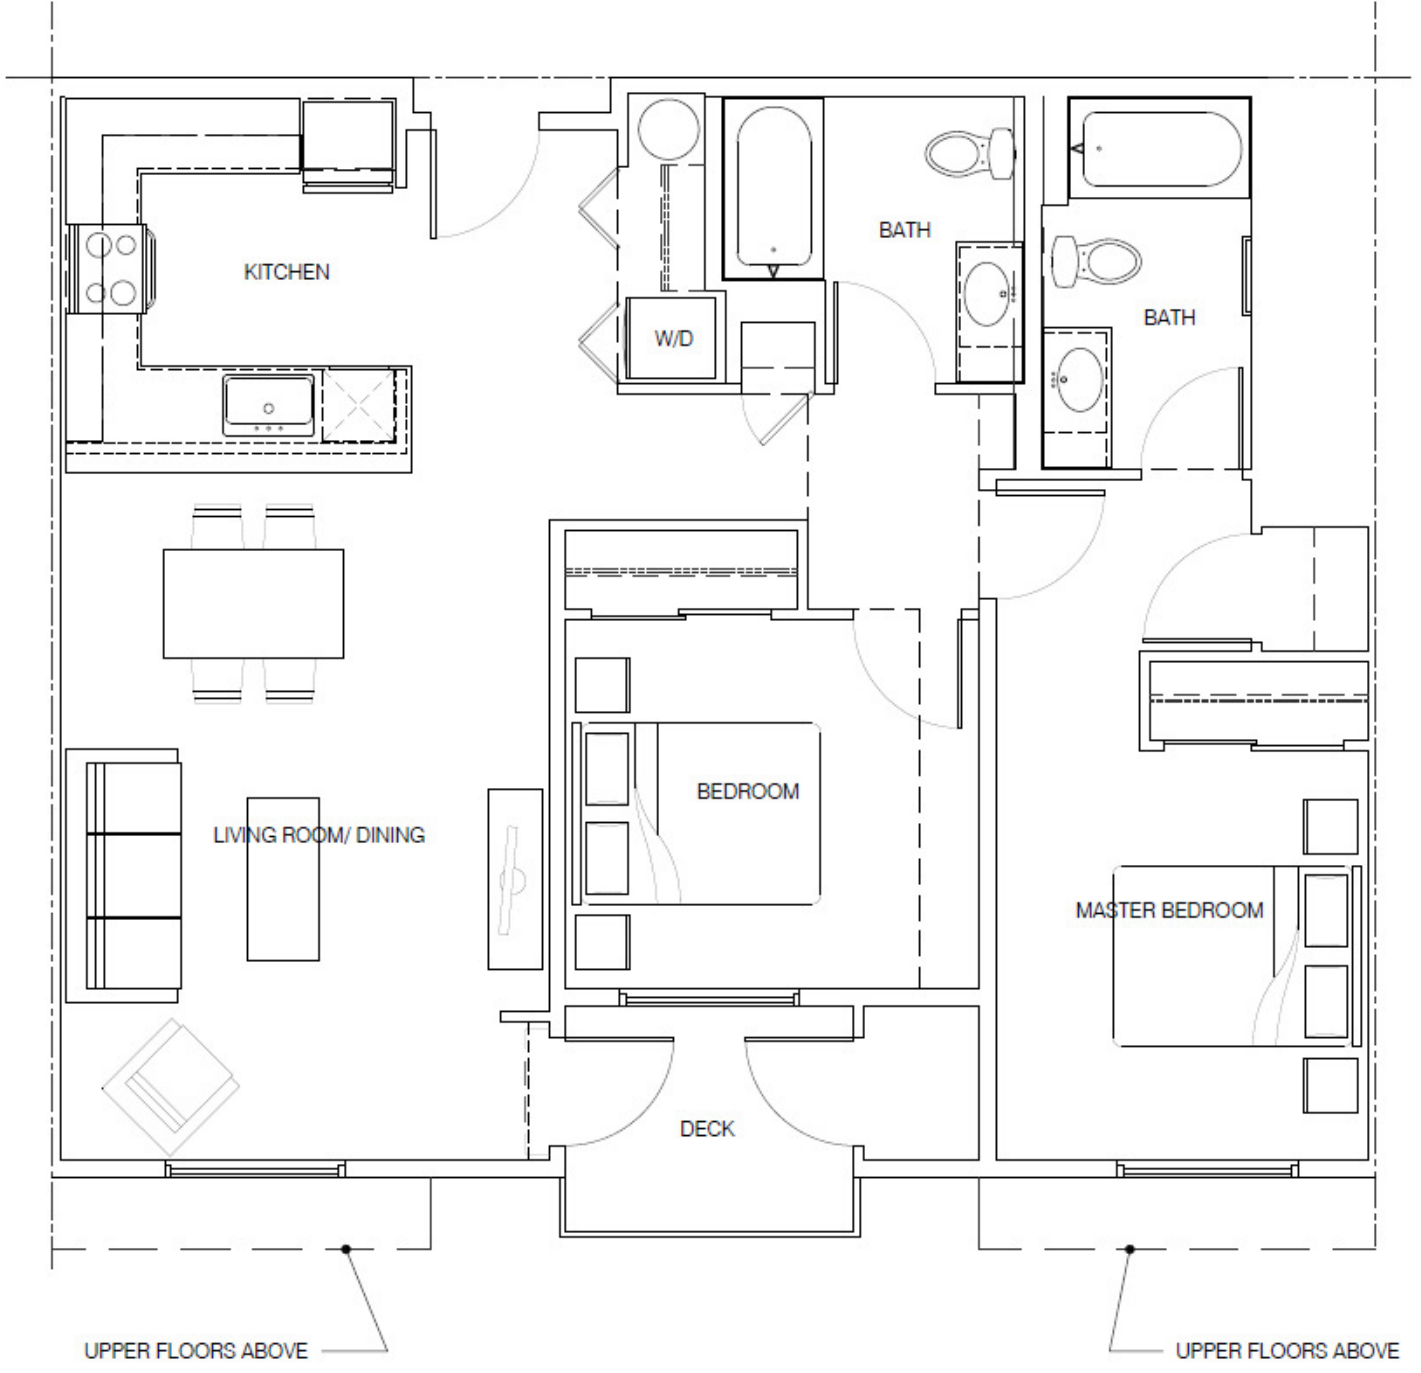 BATH
KITCHEN
BATH
W/D
BEDROOM
LIVING ROOM/ DINING
MASTER BEDROOM
DECK
UPPER FLOORS ABOVE
UPPER FLOORS ABOVE